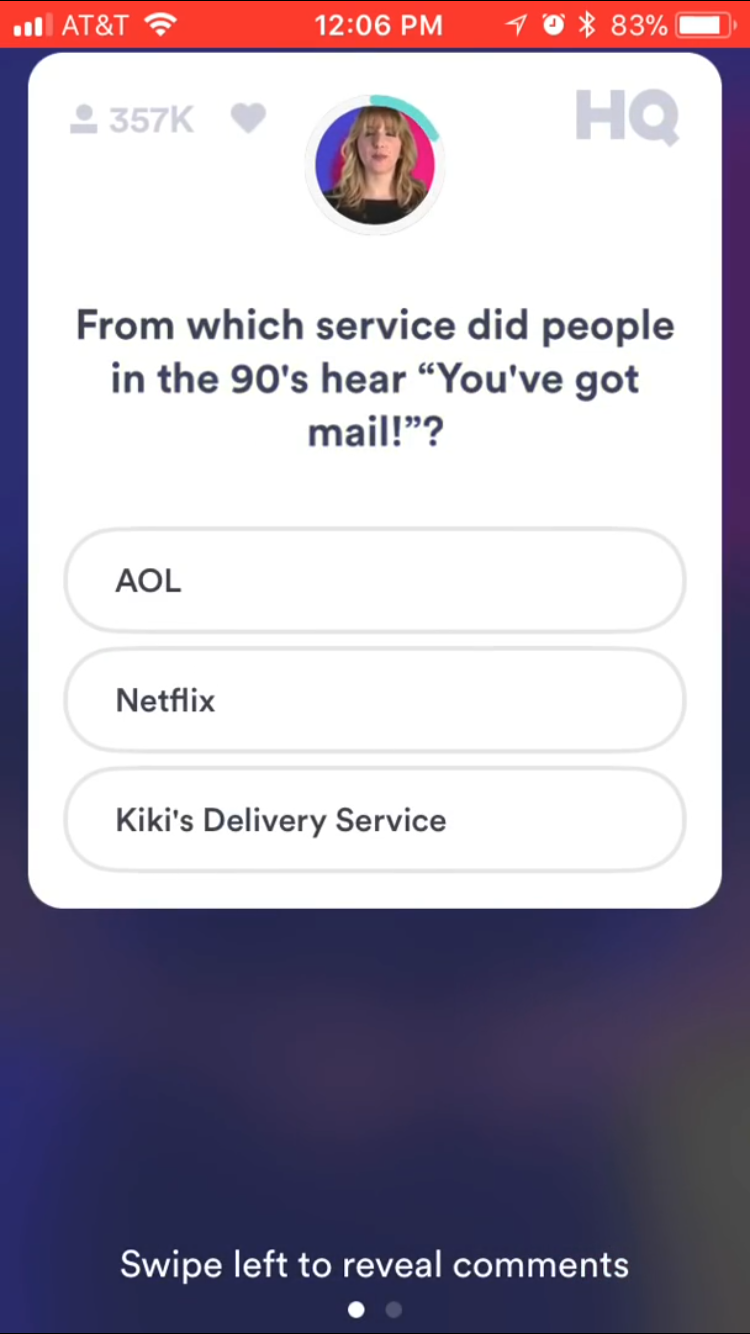 AT&T 12:06 PM 83%
357K HQ
From which service did people
in the 90's hear “You've got
mail!”?
AOL
Netflix
Kiki's Delivery Service
Swipe left to reveal comments